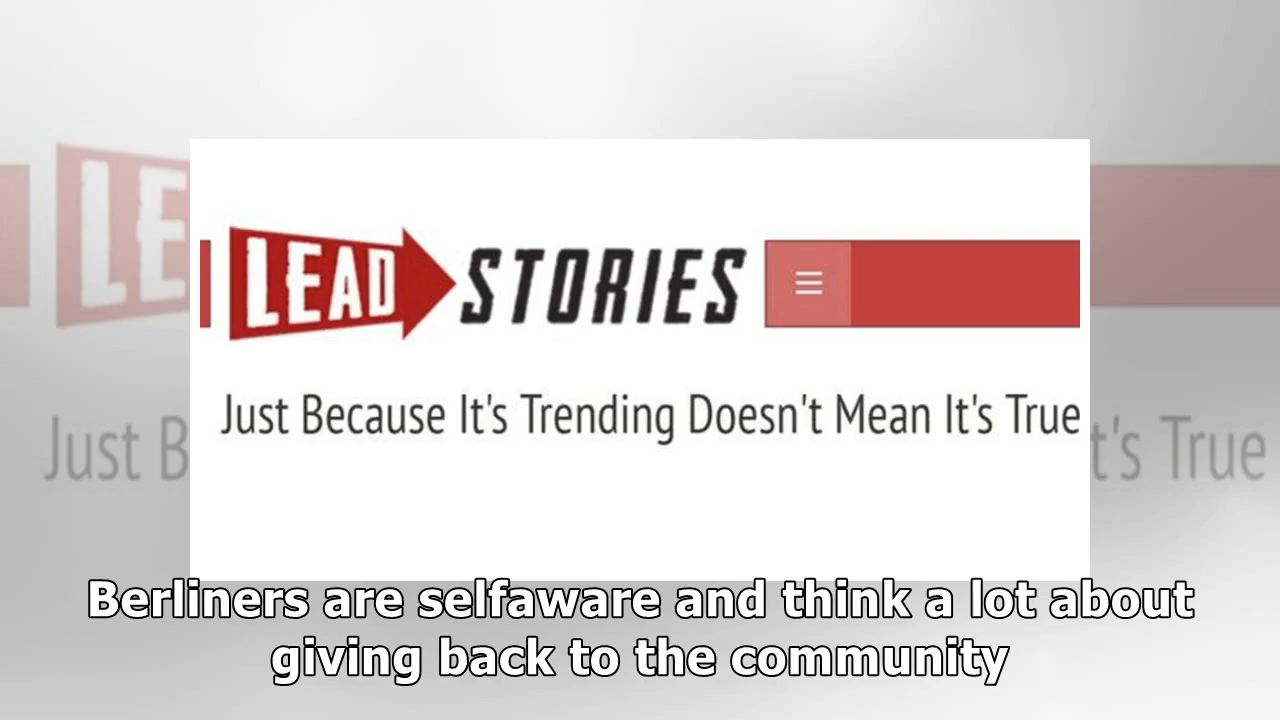 LEAD STORIES
Just Because It's Trending Doesn't Mean It's True
Berliners are selfaware and think a lot about
giving back to the community